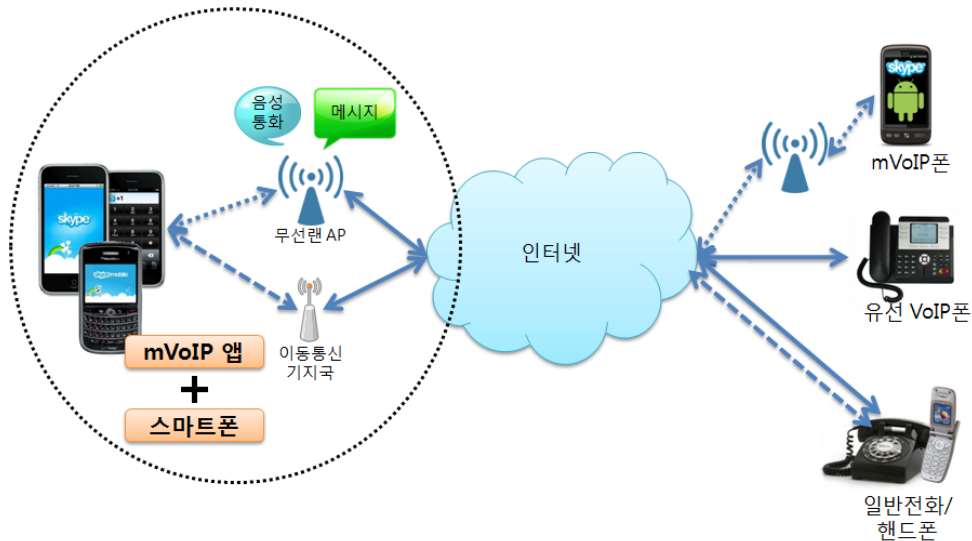 음성
통화
메시지
skype
+1
skypemobile
무선랜 AP
이동통신
기지국
mVoIP 앱
+
스마트폰
인터넷
skype
mVoIP폰
유선 VoIP폰
일반전화/
핸드폰